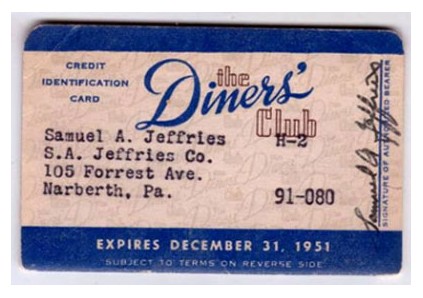 CREDIT
IDENTIFICATION
CARD
the
Diners'
Club
Samuel A. Jeffries
H-2
S.A. Jeffries Co.
105 Forrest Ave.
Narberth, Pa.
91-080
Samuel A Jeffries
SIGNATURE OF AUTHORIZED BEARER
EXPIRES DECEMBER 31, 1951
SUBJECT TO TERMS ON REVERSE SIDE